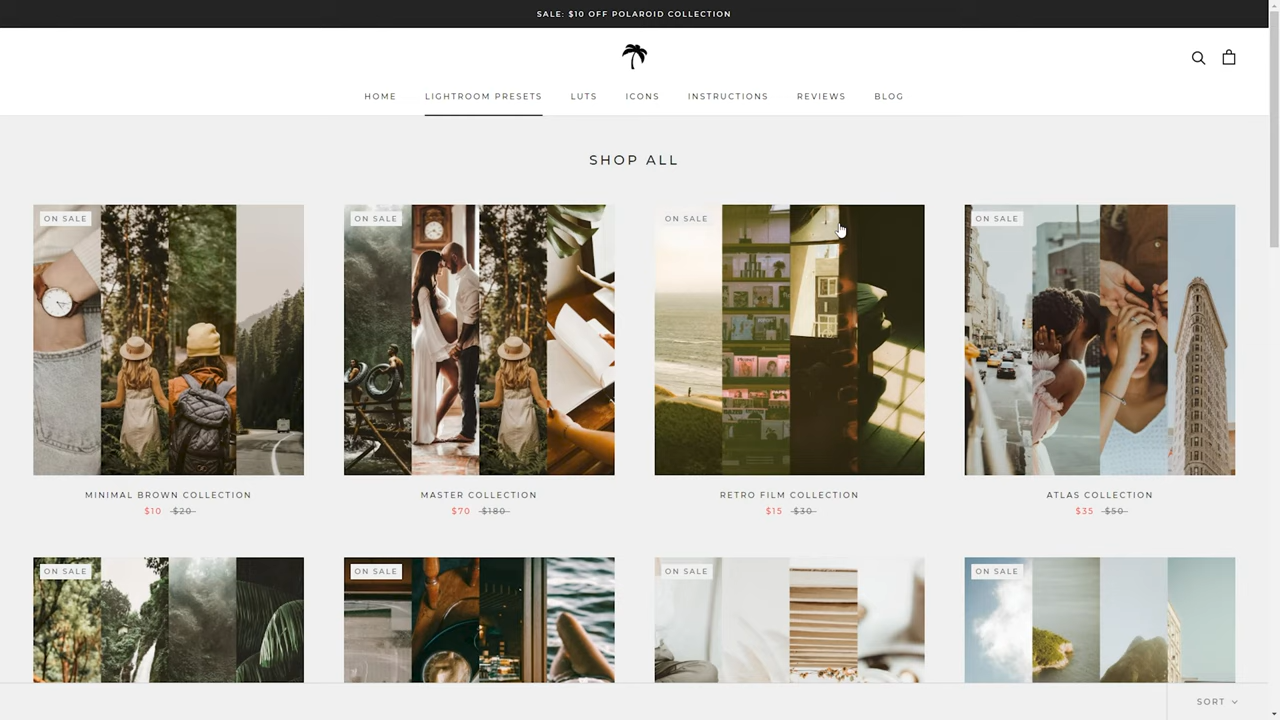 SALE: $10 OFF POLAROID COLLECTION
HOME LIGHTROOM PRESETS LUTS ICONS INSTRUCTIONS REVIEWS BLOG
SHOP ALL
ON SALE ON SALE ON SALE ON SALE
MINIMAL BROWN COLLECTION MASTER COLLECTION RETRO FILM COLLECTION ATLAS COLLECTION
$10 $20 $70 $180 $15 $30 $35 $50
ON SALE ON SALE ON SALE ON SALE
SORT